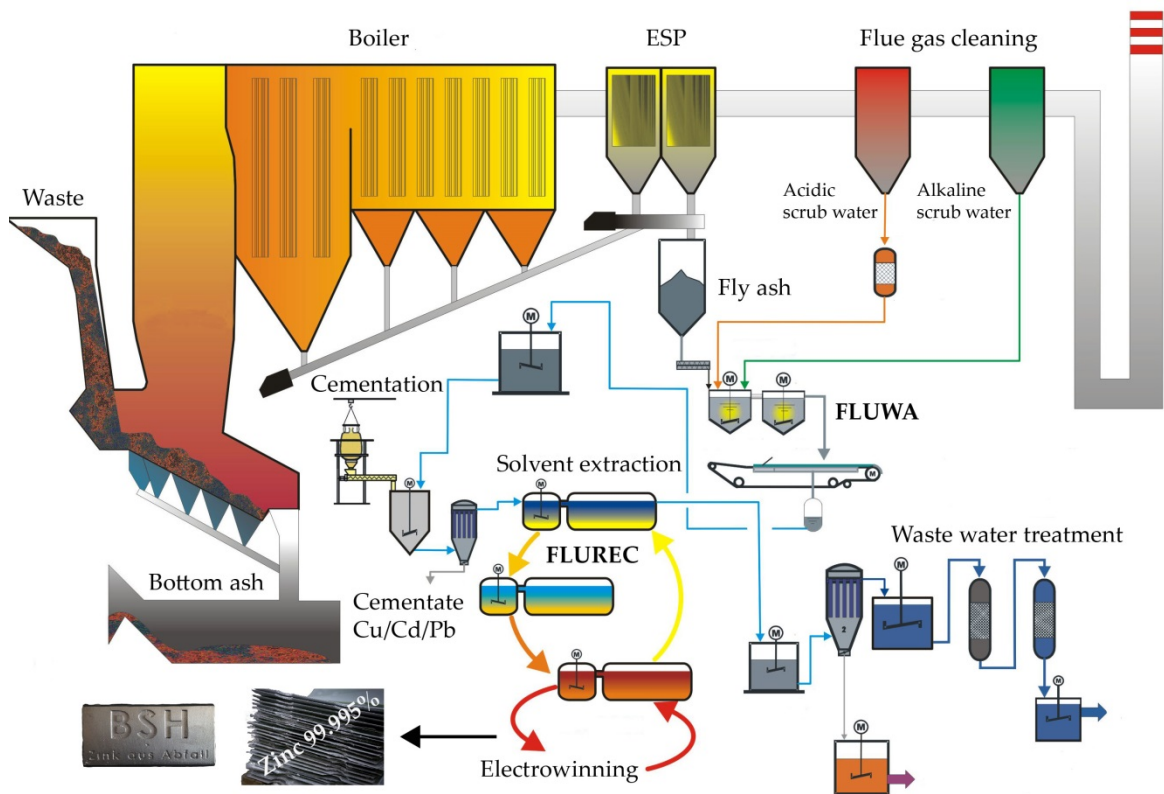 Boiler
ESP
Flue gas cleaning
Waste
Acidic
scrub water
Alkaline
scrub water
Fly ash
M
Cementation
M
M
M
FLUWA
M
Solvent extraction
M
M
Waste water treatment
FLUREC
M
M
Bottom ash
M
Cementate
Cu/Cd/Pb
2
M
M
M
BSH
Zink aus Abfall
Zinc 99.995%
Electrowinning
M